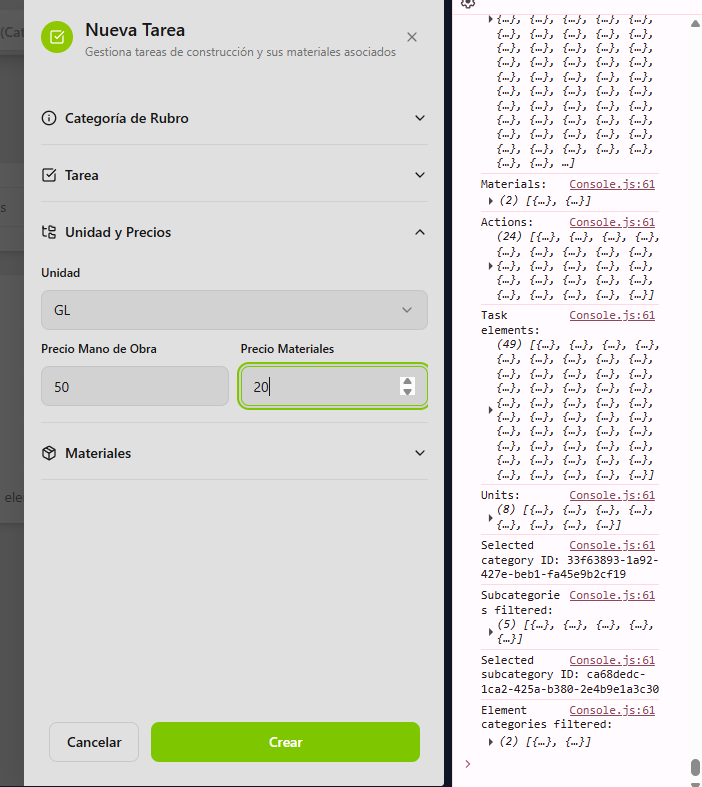 Nueva Tarea
Gestiona tareas de construcción y sus materiales asociados
(Cat
Categoría de Rubro
Tarea
s
Unidad y Precios
Unidad
GL
Precio Mano de Obra
Precio Materiales
50
20
Materiales
ele
Cancelar
Crear
{…}, {…}, {…}, {…},
{…}, {…}, {…}, {…},
{…}, {…}, {…}, {…},
{…}, {…}, {…}, {…},
{…}, {…}, {…}, {…},
{…}, {…}, {…}, {…},
{…}, {…}, {…}, {…},
{…}, {…}, {…}, {…},
{…}, {…}, {…}, {…},
{…}, {…}, {…}, {…},
{…}, {…}, …]
Materials: Console.js:61
(2) [{…}, {…}]
Actions: Console.js:61
(24) [{…}, {…}, {…}, {…},
{…}, {…}, {…}, {…},
{…}, {…}, {…}, {…},
{…}, {…}, {…}, {…},
{…}, {…}, {…}, {…}]
Task Console.js:61
elements:
(49) [{…}, {…}, {…}, {…},
{…}, {…}, {…}, {…},
{…}, {…}, {…}, {…},
{…}, {…}, {…}, {…},
{…}, {…}, {…}, {…},
{…}, {…}, {…}, {…},
{…}, {…}, {…}, {…},
{…}, {…}, {…}, {…},
{…}, {…}, {…}, {…},
{…}, {…}, {…}, {…}]
Units: Console.js:61
(8) [{…}, {…}, {…}, {…},
{…}, {…}, {…}, {…}]
Selected Console.js:61
category ID: 33f63893-1a92-
427e-beb1-fa45e9b2cf19
Subcategorie Console.js:61
s filtered:
(5) [{…}, {…}, {…}, {…},
{…}]
Selected Console.js:61
subcategory ID: ca68dedc-
1ca2-425a-b380-2e4b9e1a3c30
Element Console.js:61
categories filtered:
(2) [{…}, {…}]